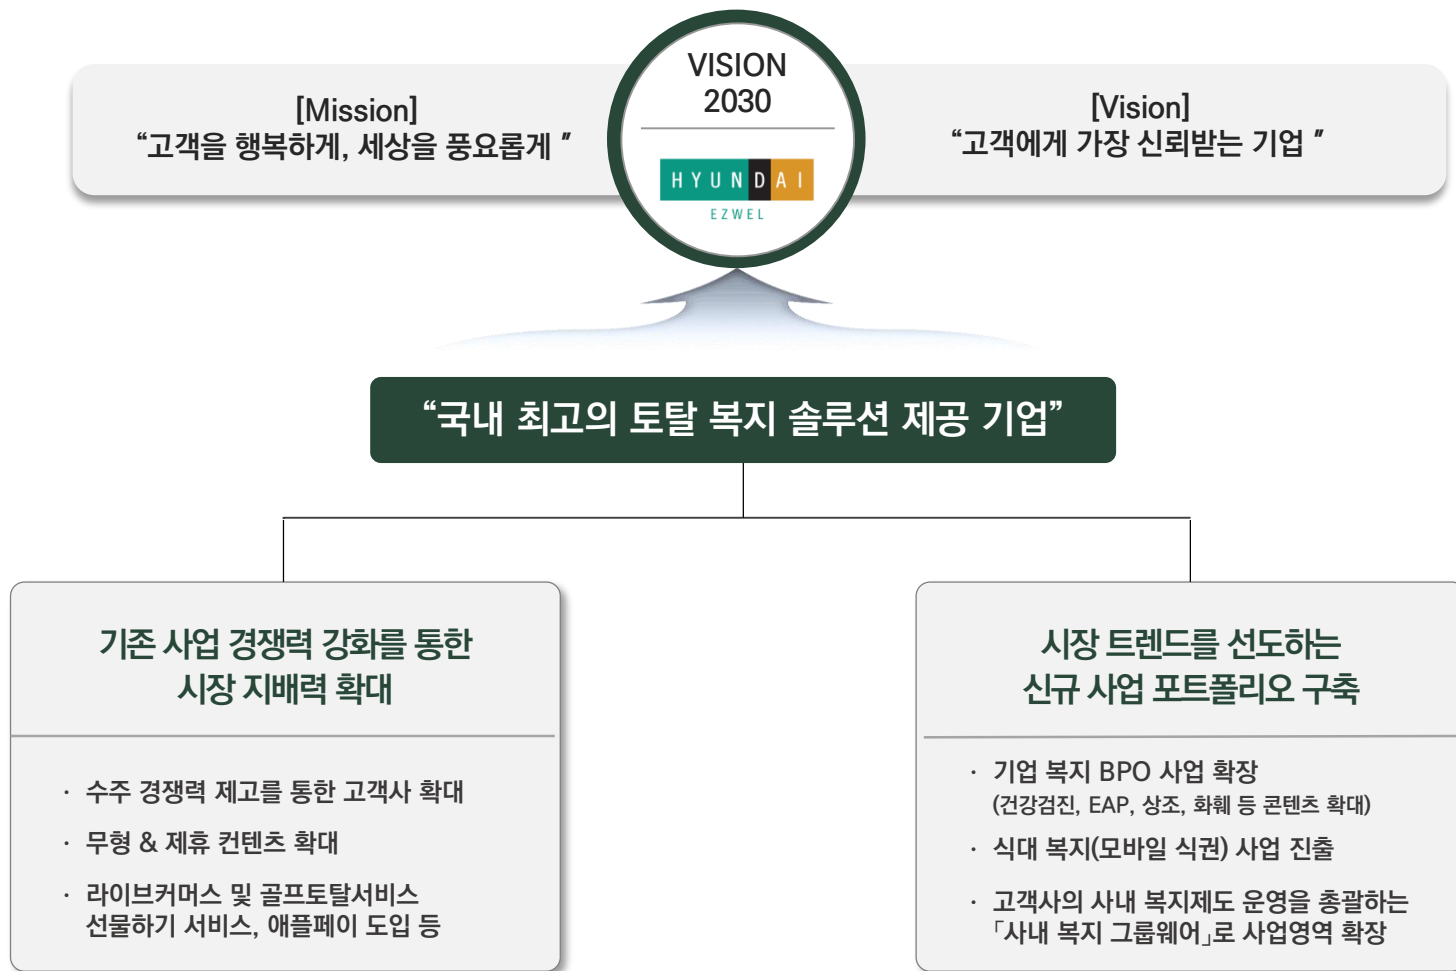 VISION
2030
HYUNDAI
EZWEL
[Mission]
“고객을 행복하게, 세상을 풍요롭게 ”
[Vision]
“고객에게 가장 신뢰받는 기업 ”
“국내 최고의 토탈 복지 솔루션 제공 기업”
기존 사업 경쟁력 강화를 통한
시장 지배력 확대
· 수주 경쟁력 제고를 통한 고객사 확대
· 무형 & 제휴 컨텐츠 확대
· 라이브커머스 및 골프토탈서비스
선물하기 서비스, 애플페이 도입 등
시장 트렌드를 선도하는
신규 사업 포트폴리오 구축
· 기업 복지 BPO 사업 확장
(건강검진, EAP, 상조, 화훼 등 콘텐츠 확대)
· 식대 복지(모바일 식권) 사업 진출
· 고객사의 사내 복지제도 운영을 총괄하는
「사내 복지 그룹웨어」로 사업영역 확장